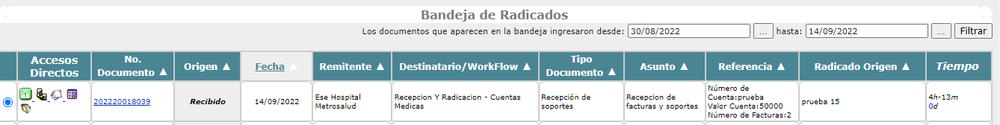 Bandeja de Radicados
Los documentos que aparecen en la bandeja ingresaron desde: 30/08/2022 ... hasta: 14/09/2022 ... Filtrar
Accesos Directos
No. Documento ▲
Origen ▲
Fecha ▲
Remitente ▲
Destinatario/WorkFlow ▲
Tipo Documento ▲
Asunto ▲
Referencia ▲
Radicado Origen ▲
Tiempo
202220018039
Recibido
14/09/2022
Ese Hospital
Metrosalud
Recepcion Y Radicacion - Cuentas
Medicas
Recepción de
soportes
Recepcion de
facturas y soportes
Número de
Cuenta:prueba
Valor Cuenta:50000
Número de Facturas:2
prueba 15
4h-13m
0d